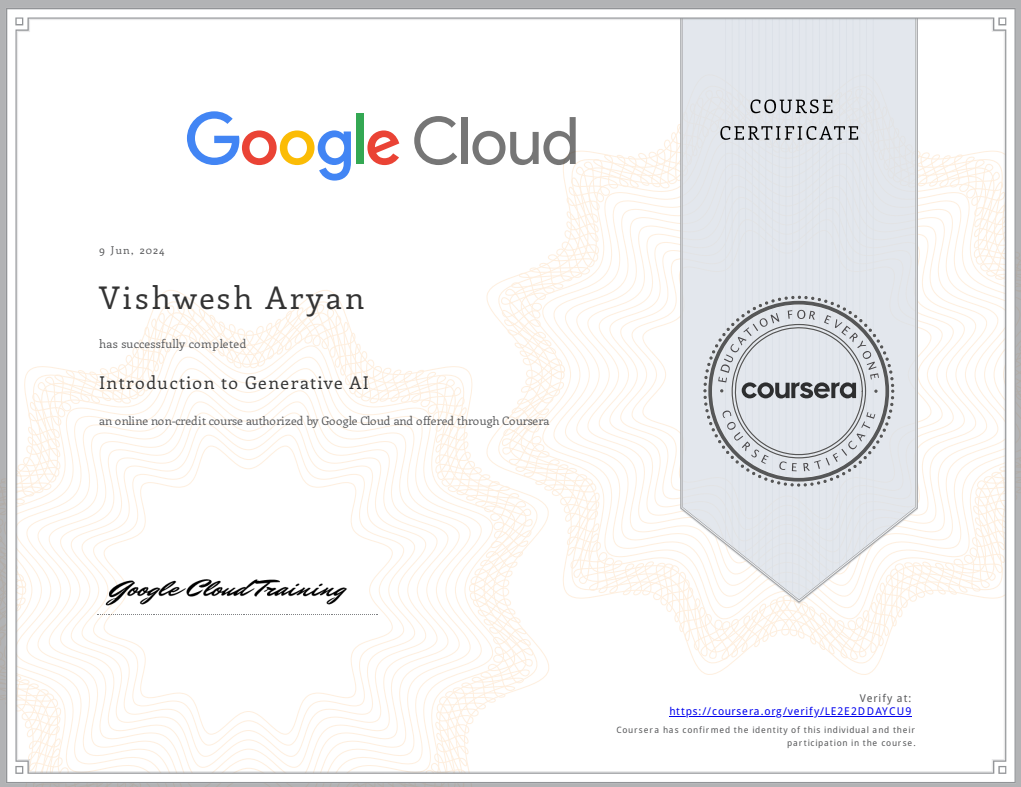 Google Cloud
COURSE
CERTIFICATE
9 Jun, 2024
Vishwesh Aryan
has successfully completed
Introduction to Generative AI
an online non-credit course authorized by Google Cloud and offered through Coursera
EDUCATION FOR EVERYONE
coursera
COURSE CERTIFICATE
Google Cloud Training
Verify at:
https://coursera.org/verify/LE2E2DDAYCU9
Coursera has confirmed the identity of this individual and their
participation in the course.